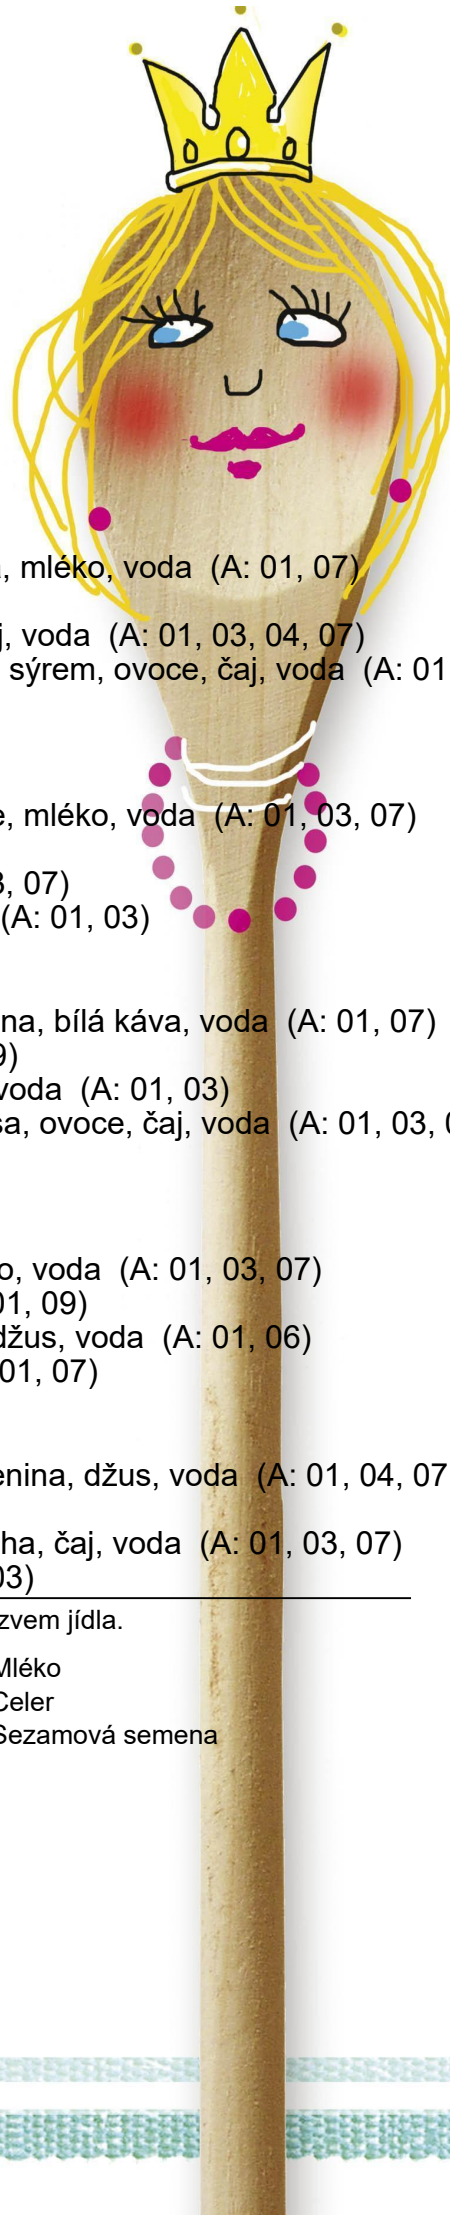 , mléko, voda (A: 01, 07)
j, voda (A: 01, 03, 04, 07)
sýrem, ovoce, čaj, voda (A: 01
e, mléko, voda (A: 01, 03, 07)
3, 07)
(A: 01, 03)
na, bílá káva, voda (A: 01, 07)
9)
voda (A: 01, 03)
sa, ovoce, čaj, voda (A: 01, 03, 0
o, voda (A: 01, 03, 07)
01, 09)
džus, voda (A: 01, 06)
01, 07)
enina, džus, voda (A: 01, 04, 07
ha, čaj, voda (A: 01, 03, 07)
03)
zvem jídla.
Mléko
Celer
Sezamová semena